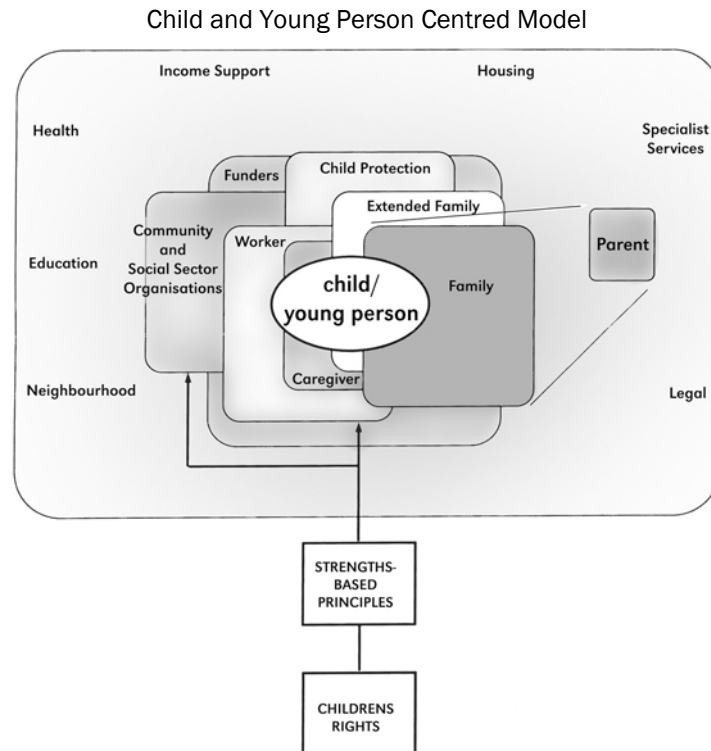 Child and Young Person Centred Model
Income Support
Housing
Health
Specialist
Services
Funders
Child Protection
Extended Family
Community
and
Social Sector
Organisations
Worker
Parent
Education
child/
young person
Family
Caregiver
Neighbourhood
Legal
STRENGTHS-
BASED
PRINCIPLES
CHILDRENS
RIGHTS